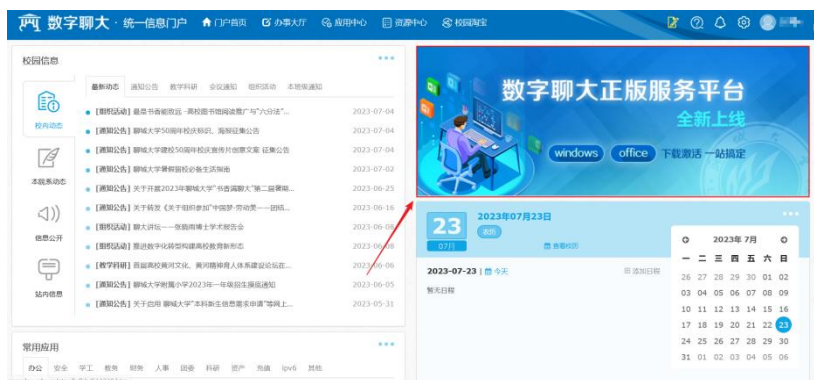 数字聊大 · 统一信息门户 门户首页 办事大厅 应用中心 资源中心 校园淘宝
校园信息
最新动态 通知公告 教学科研 会议通知 组织活动 本班级通知
校内动态
本院系动态
信息公开
站内信息
[组织活动] 最是书香能致远 -高校图书馆阅读推广与“六分法”... 2023-07-04
[通知公告] 聊城大学50周年校庆标识、海报征集公告 2023-07-04
[通知公告] 聊城大学建校50周年校庆宣传片创意文案 征集公告 2023-07-04
[通知公告] 聊城大学暑假留校必备生活指南 2023-07-02
[通知公告] 关于开展2023年聊城大学“书香满聊大”第二届暑期... 2023-06-25
[通知公告] 关于转发《关于组织参加“中国梦·劳动美——团结... 2023-06-16
[组织活动] 聊大讲坛——张晓雨博士学术报告会 2023-06-08
[组织活动] 推进数字化转型构建高校教育新形态 2023-06-08
[教学科研] 首届高校黄河文化、黄河精神育人体系建设论坛在... 2023-06-06
[通知公告] 聊城大学附属小学2023年一年级招生摸底通知 2023-06-05
[通知公告] 关于启用 聊城大学“本科新生信息需求申请”等网上... 2023-05-31
数字聊大正版服务平台
全新上线
windows office 下载激活 一站搞定
23
07月
2023年07月23日
农历
查看校历
2023-07-23 | 今天 添加日程
暂无日程
2023年 7月
一 二 三 四 五 六 日
26 27 28 29 30 01 02
03 04 05 06 07 08 09
10 11 12 13 14 15 16
17 18 19 20 21 22 23
24 25 26 27 28 29 30
31 01 02 03 04 05 06
常用应用
办公 安全 学工 教务 财务 人事 团委 科研 资产 充值 ipv6 其他